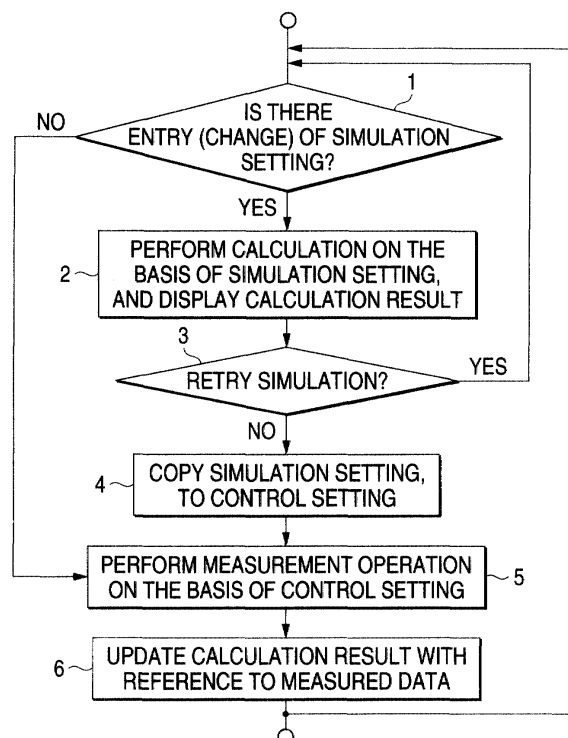 1
IS THERE
NO
ENTRY (CHANGE) OF SIMULATION
SETTING?
YES
PERFORM CALCULATION ON THE
2
BASIS OF SIMULATION SETTING,
AND DISPLAY CALCULATION RESULT
3
RETRY SIMULATION?
YES
NO
COPY SIMULATION SETTING,
4
TO CONTROL SETTING
PERFORM MEASUREMENT OPERATION
5
ON THE BASIS OF CONTROL SETTING
UPDATE CALCULATION RESULT WITH
6
REFERENCE TO MEASURED DATA